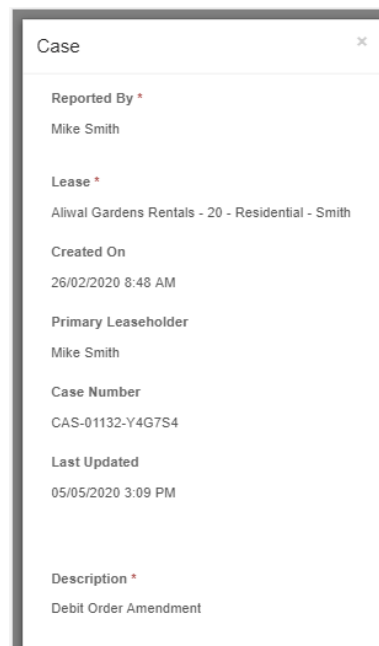 Case ×
Reported By *
Mike Smith
Lease *
Aliwal Gardens Rentals - 20 - Residential - Smith
Created On
26/02/2020 8:48 AM
Primary Leaseholder
Mike Smith
Case Number
CAS-01132-Y4G7S4
Last Updated
05/05/2020 3:09 PM
Description *
Debit Order Amendment